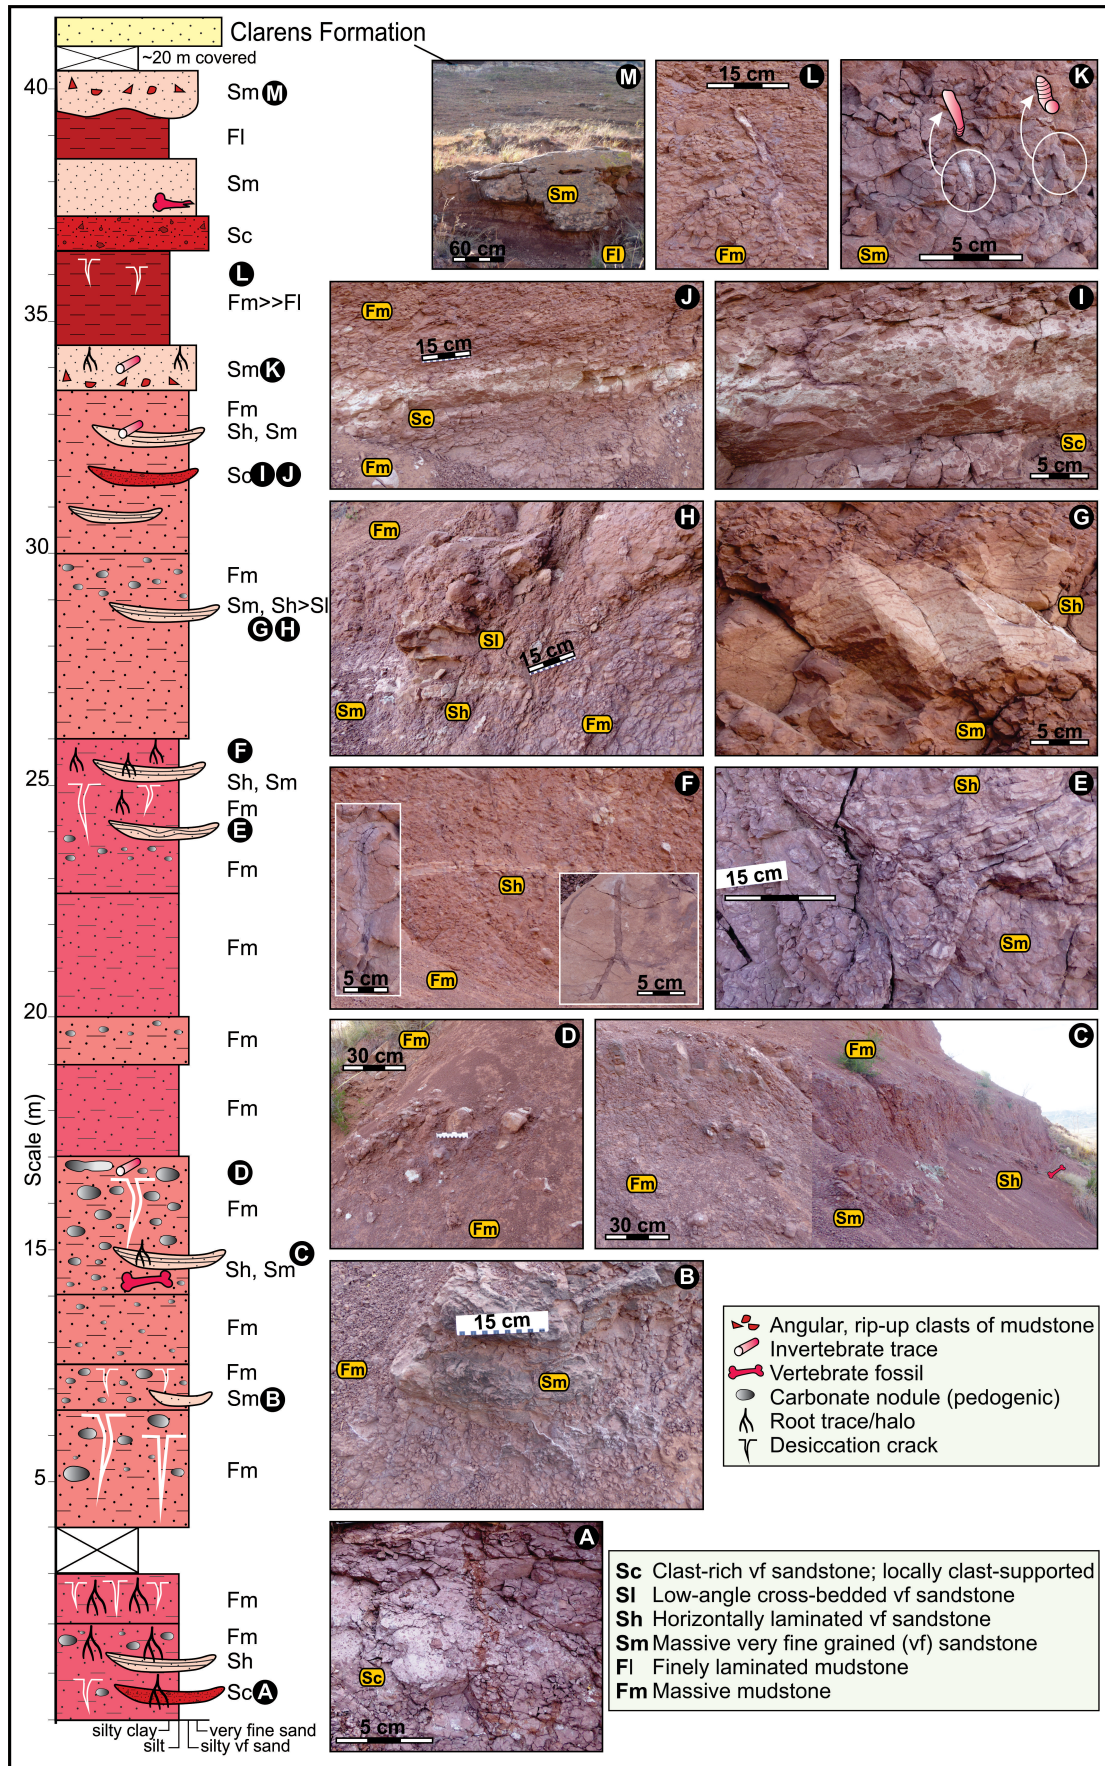 Clarens Formation
~20 m covered
40
Sm M
Fl
Sm
Sc
L
Fm>>Fl
35
Sm K
Fm
Sh, Sm
Sc I J
30
Fm
Sm, Sh>Sl
G H
F
Sh, Sm
25
Fm
E
Fm
Fm
20
Fm
Fm
Scale (m)
D
Fm
15
C
Sh, Sm
Fm
Fm
Sm B
Fm
5
Fm
Fm
Sh
Sc A
silty clay
silt
very fine sand
silty vf sand
M
Sm
60 cm
Fl
15 cm
L
Fm
K
Sm
5 cm
J
Fm
15 cm
Sc
Fm
I
Sc
5 cm
H
Fm
Sl
15 cm
Sm
Sh
Fm
G
Sh
Sm
5 cm
F
Sh
5 cm
Fm
5 cm
Sh
E
15 cm
Sm
Fm
D
30 cm
Fm
Fm
C
Fm
Sh
Sm
30 cm
B
15 cm
Fm
Sm
A
Sc
5 cm
Angular, rip-up clasts of mudstone
Invertebrate trace
Vertebrate fossil
Carbonate nodule (pedogenic)
Root trace/halo
Desiccation crack
Sc Clast-rich vf sandstone; locally clast-supported
Sl Low-angle cross-bedded vf sandstone
Sh Horizontally laminated vf sandstone
Sm Massive very fine grained (vf) sandstone
Fl Finely laminated mudstone
Fm Massive mudstone